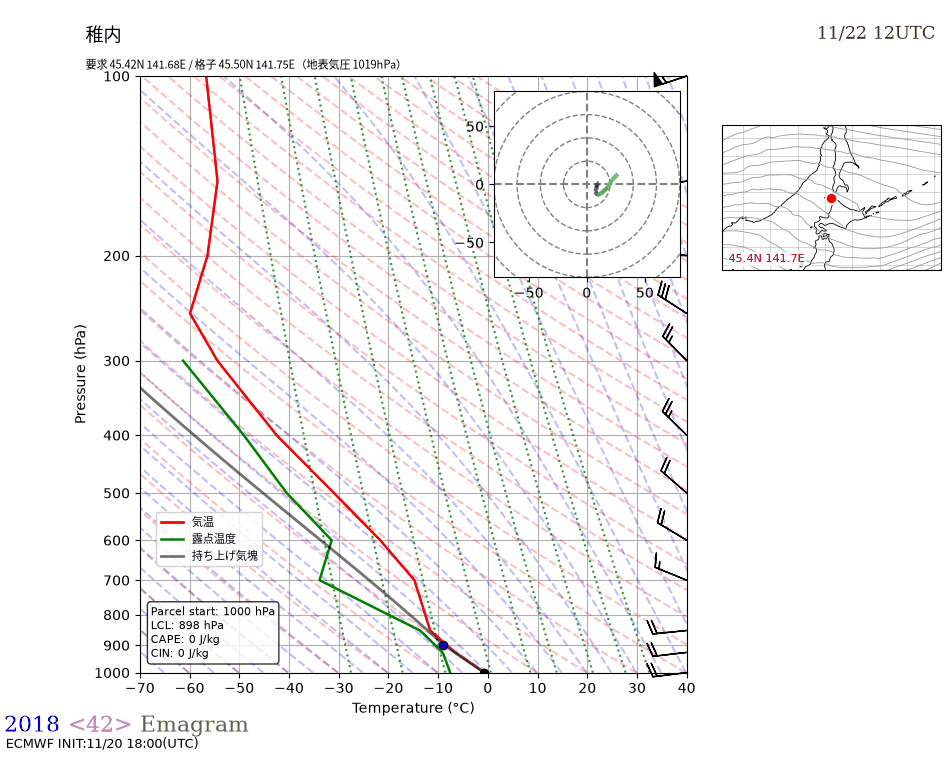 稚内
11/22 12UTC
要求 45.42N 141.68E / 格子 45.50N 141.75E（地表気圧 1019hPa）
100
200
300
400
500
600
700
800
900
1000
Pressure (hPa)
50
0
−50
−50 0 50
45.4N 141.7E
気温
露点温度
持ち上げ気塊
Parcel start: 1000 hPa
LCL: 898 hPa
CAPE: 0 J/kg
CIN: 0 J/kg
−70 −60 −50 −40 −30 −20 −10 0 10 20 30 40
Temperature (°C)
2018 <42> Emagram
ECMWF INIT:11/20 18:00(UTC)